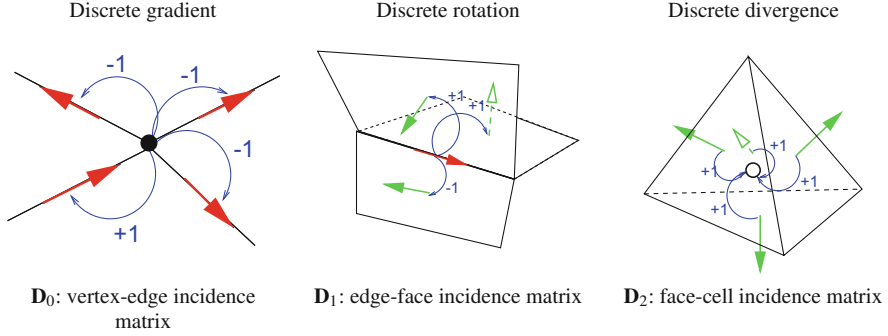 Discrete gradient
Discrete rotation
Discrete divergence
-1
-1
-1
+1
+1
+1
-1
+1
+1
+1
+1
D0: vertex-edge incidence
matrix
D1: edge-face incidence matrix
D2: face-cell incidence matrix